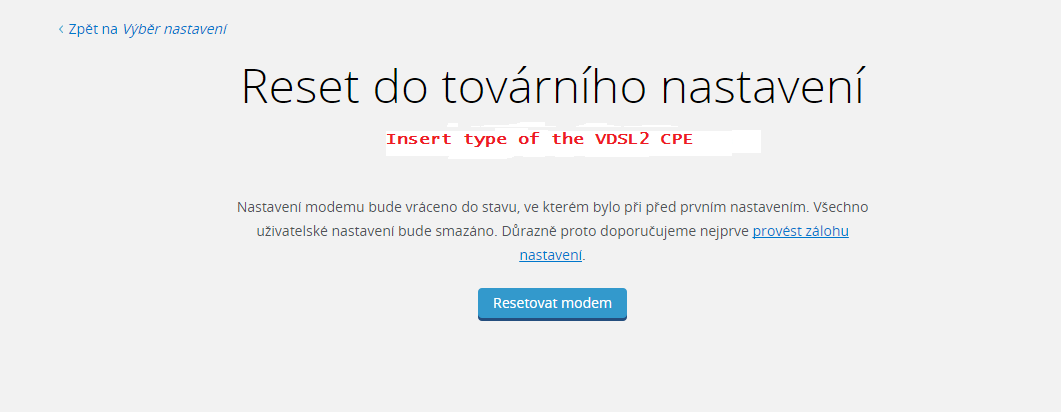 ‹ Zpět na Výběr nastavení
Reset do továrního nastavení
Insert type of the VDSL2 CPE
Nastavení modemu bude vráceno do stavu, ve kterém bylo při před prvním nastavením. Všechno
uživatelské nastavení bude smazáno. Důrazně proto doporučujeme nejprve provést zálohu
nastavení.
Resetovat modem